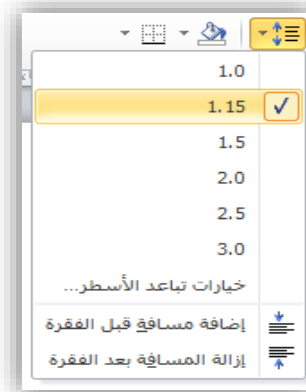 1.0
1.15
1.5
2.0
2.5
3.0
خيارات تباعد الأسطر...
إضافة مسافة قبل الفقرة
إزالة المسافة بعد الفقرة